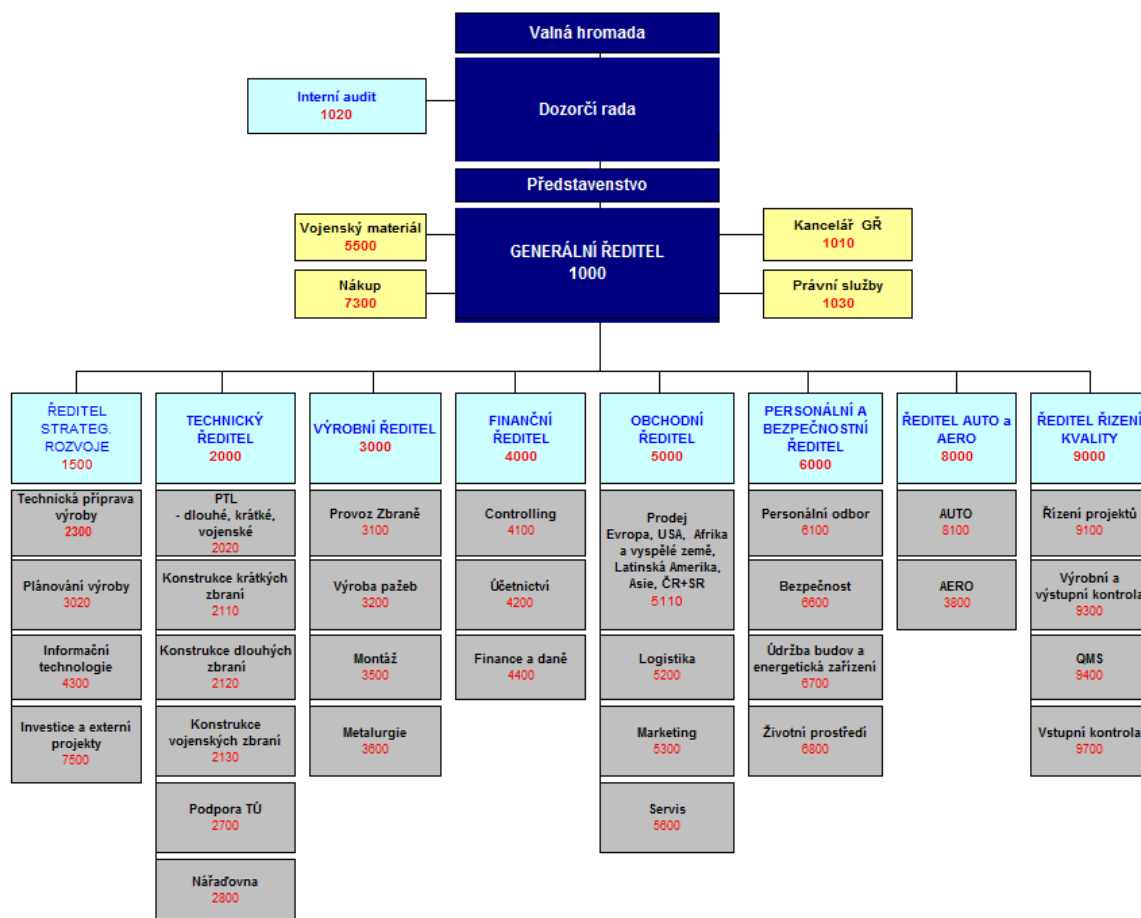 Valná hromada
Interní audit
1020
Dozorčí rada
Představenstvo
Vojenský materiál
5500
GENERÁLNÍ ŘEDITEL
1000
Kancelář GŘ
1010
Nákup
7300
Právní služby
1030
ŘEDITEL
STRATEG.
ROZVOJE
1500
Technická příprava
výroby
2300
Plánování výroby
3020
Informační
technologie
4300
Investice a externí
projekty
7500
TECHNICKÝ
ŘEDITEL
2000
PTL
- dlouhé, krátké,
vojenské
2020
Konstrukce krátkých
zbraní
2110
Konstrukce dlouhých
zbraní
2120
Konstrukce
vojenských zbraní
2130
Podpora TÚ
2700
Nářaďovna
2800
VÝROBNÍ ŘEDITEL
3000
Provoz Zbraně
3100
Výroba pažeb
3200
Montáž
3500
Metalurgie
3600
FINANČNÍ
ŘEDITEL
4000
Controlling
4100
Účetnictví
4200
Finance a daně
4400
OBCHODNÍ
ŘEDITEL
5000
Prodej
Evropa, USA, Afrika
a vyspělé země,
Latinská Amerika,
Asie, ČR+SR
5110
Logistika
5200
Marketing
5300
Servis
5600
PERSONÁLNÍ A
BEZPEČNOSTNÍ
ŘEDITEL
6000
Personální odbor
6100
Bezpečnost
6600
Údržba budov a
energetická zařízení
6700
Životní prostředí
6800
ŘEDITEL AUTO a
AERO
8000
AUTO
8100
AERO
3800
ŘEDITEL ŘIZENÍ
KVALITY
9000
Řízení projektů
9100
Výrobní a
výstupní kontrola
9300
QMS
9400
Vstupní kontrola
9700